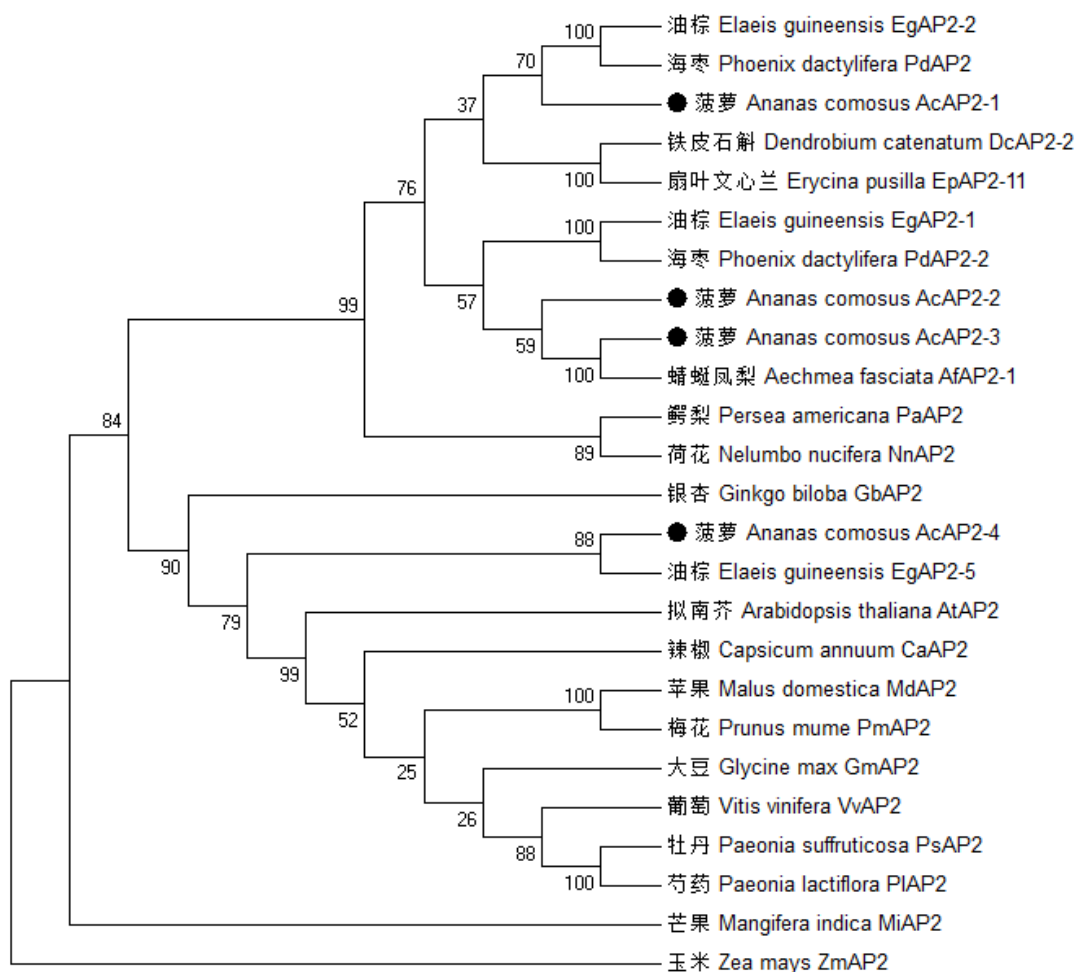 100
油棕 Elaeis guineensis EgAP2-2
70
海枣 Phoenix dactylifera PdAP2
37
菠萝 Ananas comosus AcAP2-1
铁皮石斛 Dendrobium catenatum DcAP2-2
100
扇叶文心兰 Erycina pusilla EpAP2-11
76
100
油棕 Elaeis guineensis EgAP2-1
海枣 Phoenix dactylifera PdAP2-2
57
菠萝 Ananas comosus AcAP2-2
99
59
菠萝 Ananas comosus AcAP2-3
100
蜻蜓凤梨 Aechmea fasciata AfAP2-1
84
鳄梨 Persea americana PaAP2
89
荷花 Nelumbo nucifera NnAP2
银杏 Ginkgo biloba GbAP2
90
88
菠萝 Ananas comosus AcAP2-4
油棕 Elaeis guineensis EgAP2-5
79
拟南芥 Arabidopsis thaliana AtAP2
99
辣椒 Capsicum annuum CaAP2
52
100
苹果 Malus domestica MdAP2
梅花 Prunus mume PmAP2
25
大豆 Glycine max GmAP2
26
葡萄 Vitis vinifera VvAP2
88
牡丹 Paeonia suffruticosa PsAP2
100
芍药 Paeonia lactiflora PlAP2
芒果 Mangifera indica MiAP2
玉米 Zea mays ZmAP2